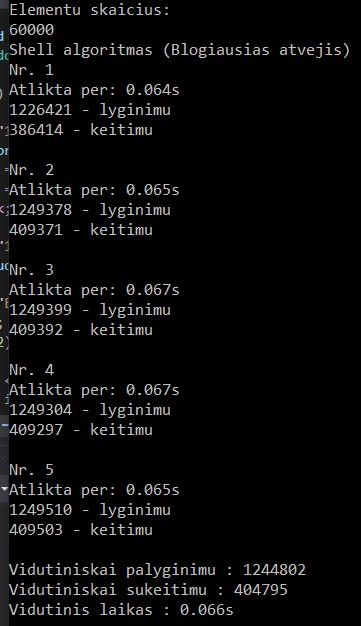 Elementu skaicius:
60000
Shell algoritmas (Blogiausias atvejis)
Nr. 1
Atlikta per: 0.064s
1226421 - lyginimu
386414 - keitimu
Nr. 2
Atlikta per: 0.065s
1249378 - lyginimu
409371 - keitimu
Nr. 3
Atlikta per: 0.067s
1249399 - lyginimu
409392 - keitimu
Nr. 4
Atlikta per: 0.067s
1249304 - lyginimu
409297 - keitimu
Nr. 5
Atlikta per: 0.065s
1249510 - lyginimu
409503 - keitimu
Vidutiniskai palyginimu : 1244802
Vidutiniskai sukeitimu : 404795
Vidutinis laikas : 0.066s